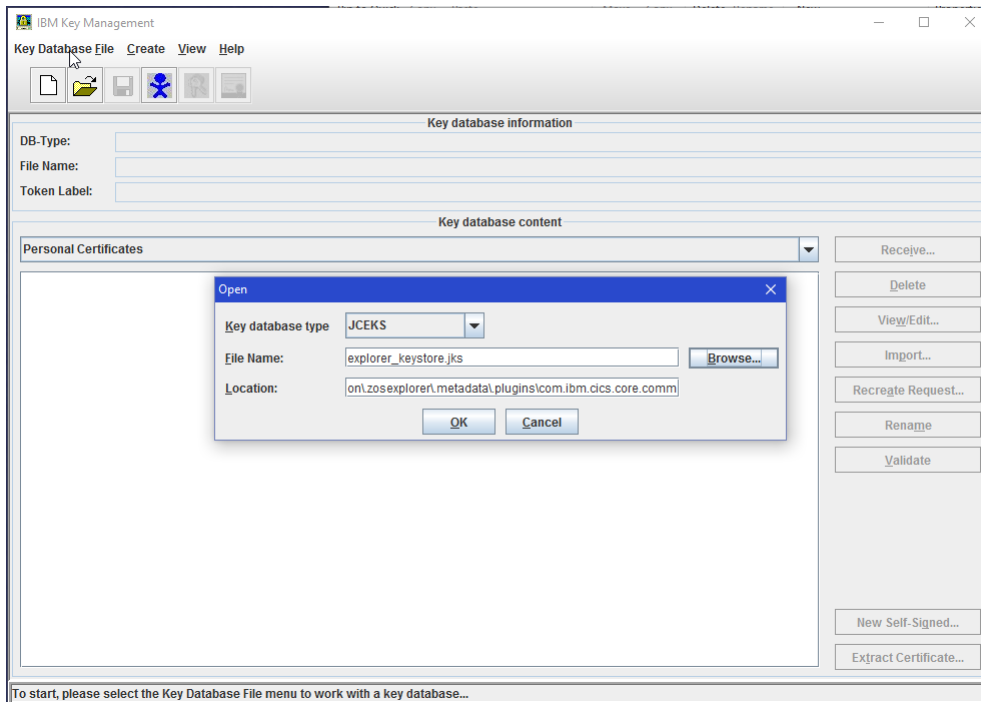 IBM Key Management
Key Database File Create View Help
Key database information
DB-Type:
File Name:
Token Label:
Key database content
Personal Certificates
Receive...
Delete
View/Edit...
Import...
Recreate Request...
Rename
Validate
New Self-Signed...
Extract Certificate...
Open
Key database type JCEKS
File Name: explorer_keystore.jks Browse...
Location: on\zosexplorer\.metadata\.plugins\com.ibm.cics.core.comm
OK Cancel
To start, please select the Key Database File menu to work with a key database...